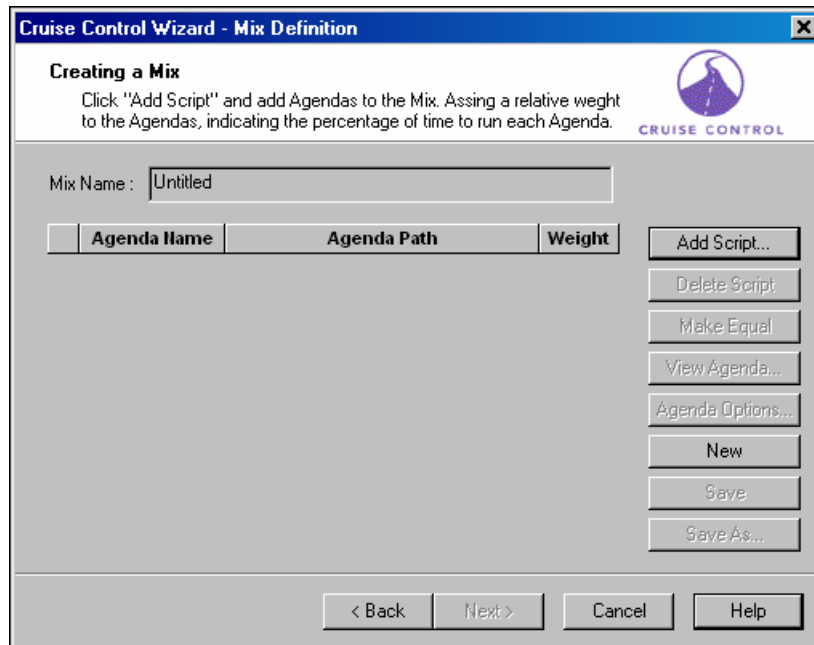 Cruise Control Wizard - Mix Definition
Creating a Mix
Click "Add Script" and add Agendas to the Mix. Assing a relative weght
to the Agendas, indicating the percentage of time to run each Agenda.
CRUISE CONTROL
Mix Name : Untitled
Agenda Name Agenda Path Weight
Add Script...
Delete Script
Make Equal
View Agenda...
Agenda Options...
New
Save
Save As...
< Back Next > Cancel Help